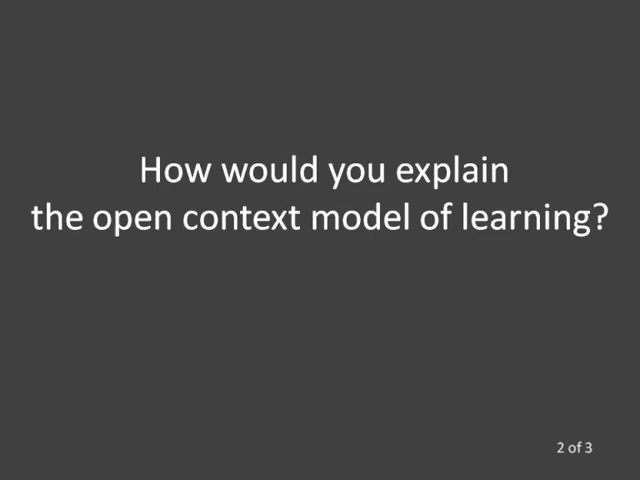 How would you explain
the open context model of learning?
2 of 3